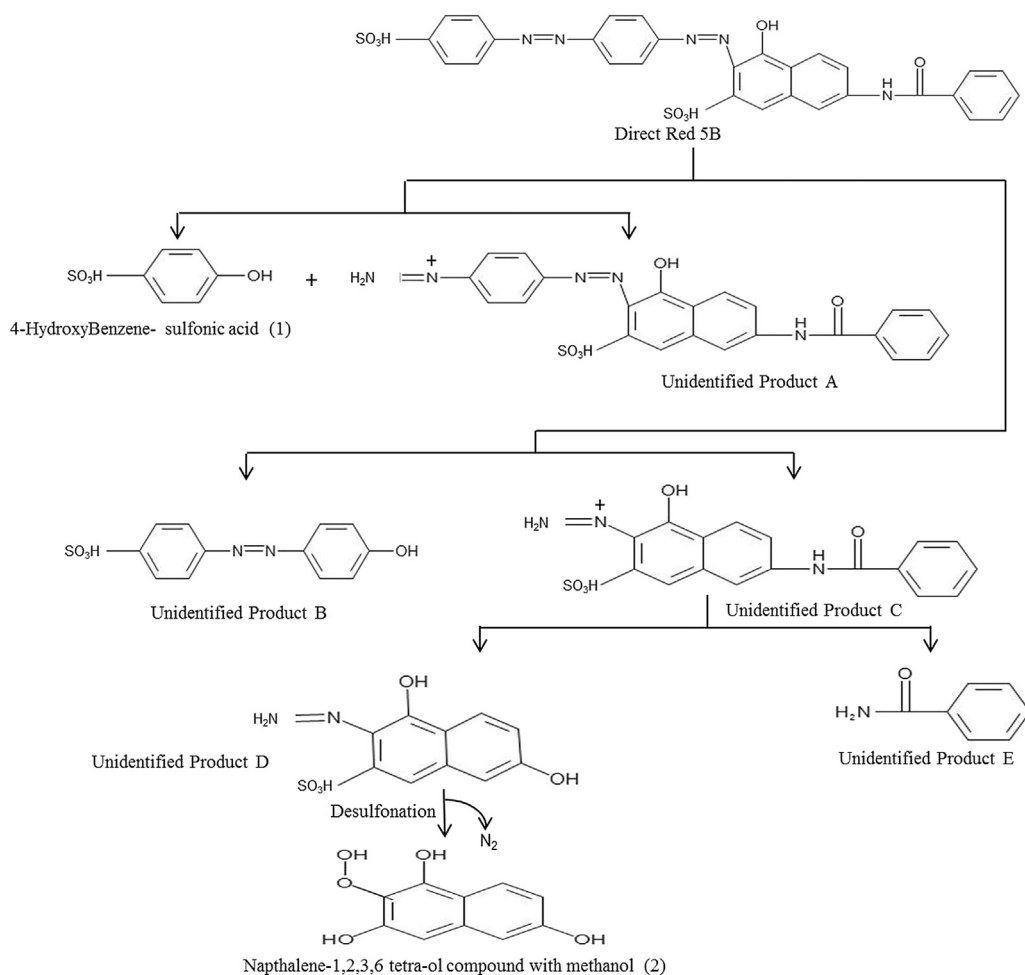 SO₃H N=N N=N OH
O
H
N
SO₃H
Direct Red 5B
SO₃H OH + H₂N =N + N=N OH
O
H
N
SO₃H
4-HydroxyBenzene- sulfonic acid (1)
Unidentified Product A
SO₃H N=N OH
Unidentified Product B
H₂N =N + OH
O
H
N
SO₃H
Unidentified Product C
H₂N =N OH
SO₃H OH
Unidentified Product D
O
H₂N
Unidentified Product E
Desulfonation
N₂
OH OH
O
HO OH
Napthalene-1,2,3,6 tetra-ol compound with methanol (2)